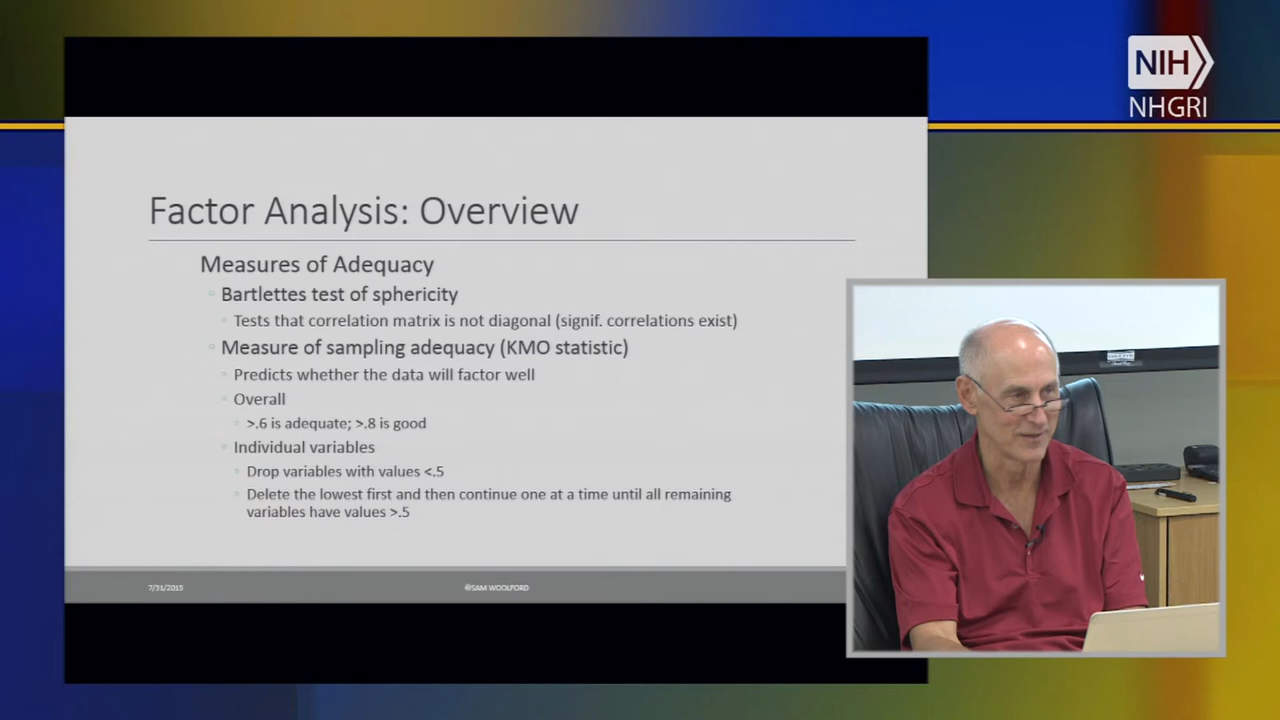 NIH
NHGRI
Factor Analysis: Overview
Measures of Adequacy
Bartlettes test of sphericity
Tests that correlation matrix is not diagonal (signif. correlations exist)
Measure of sampling adequacy (KMO statistic)
Predicts whether the data will factor well
Overall
>.6 is adequate; >.8 is good
Individual variables
Drop variables with values <.5
Delete the lowest first and then continue one at a time until all remaining
variables have values >.5
7/31/2015
@SAM WOOLFORD